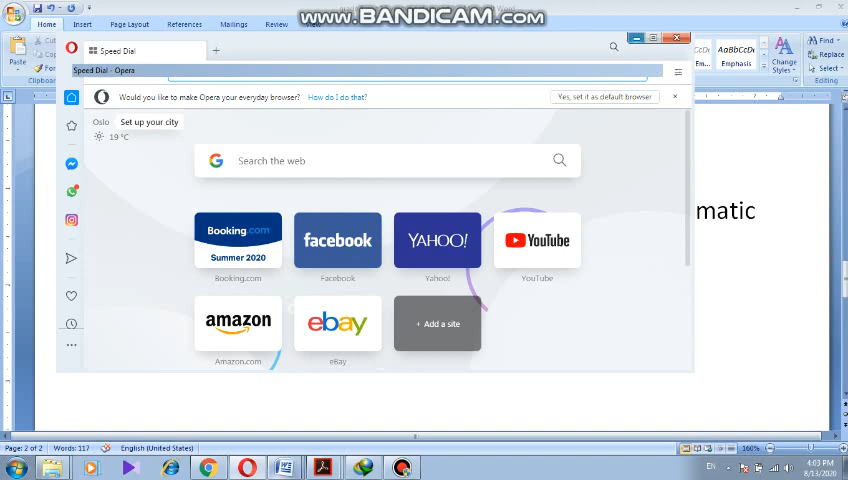 www.BANDICAM.com
Word
Home Insert Page Layout References Mailings Review
Paste
Clipboard
Speed Dial
Speed Dial - Opera
Would you like to make Opera your everyday browser? How do I do that? Yes, set it as default browser
Oslo Set up your city
19 °C
Search the web
Booking.com
Summer 2020
facebook
YAHOO!
YouTube
Booking.com Facebook Yahoo! YouTube
amazon
ebay
+ Add a site
Amazon.com eBay
AaBbCcDc
Emphasis
Change
Styles
Find
Replace
Select
Editing
matic
Page: 2 of 2 Words: 117 English (United States) 160%
EN 4:03 PM
8/13/2020